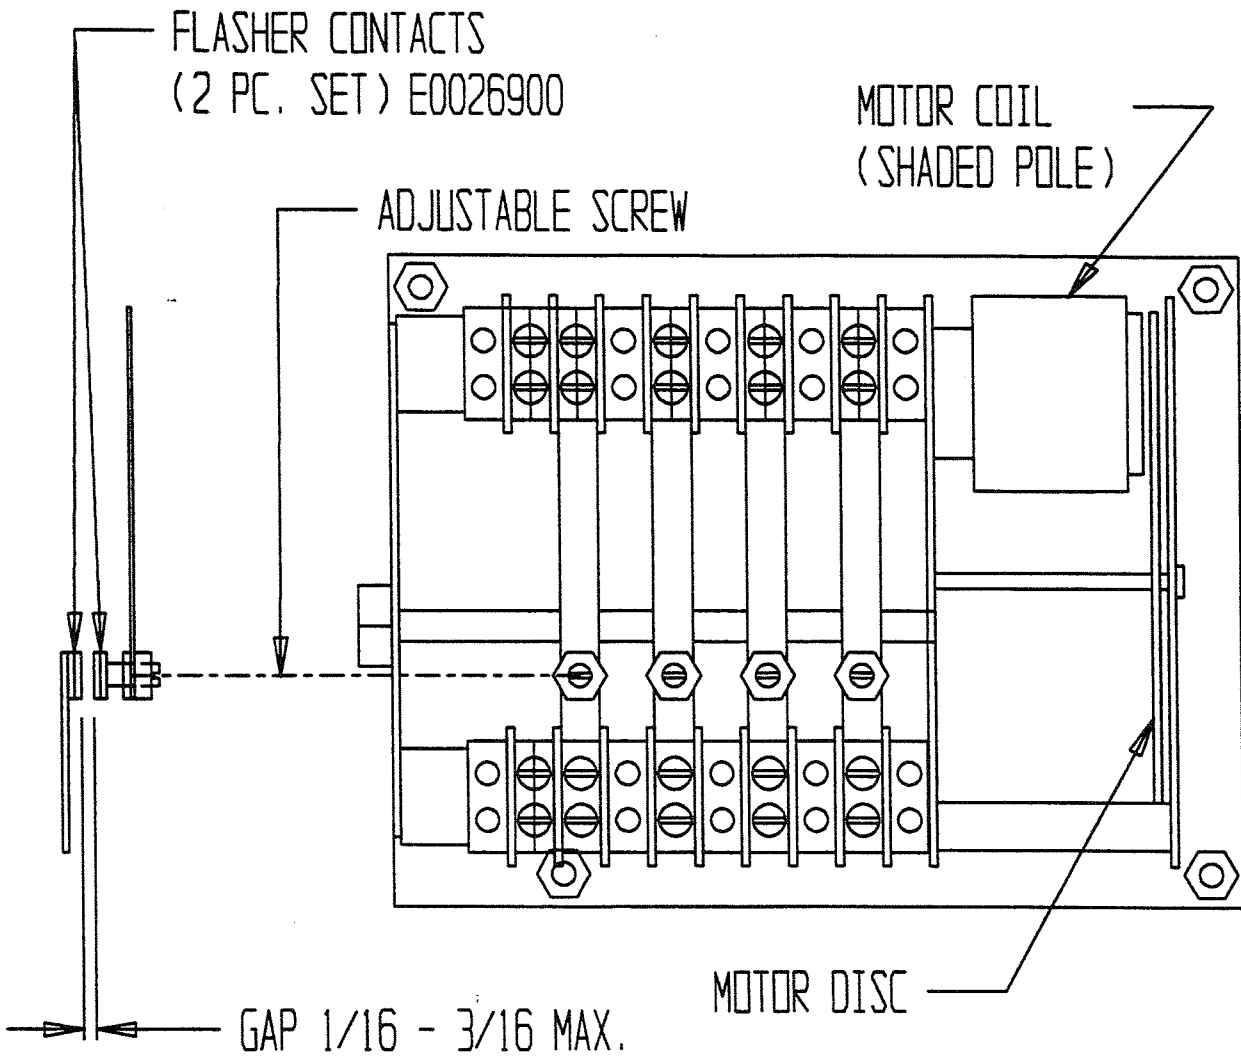 FLASHER CONTACTS
(2 PC. SET) E0026900
MOTOR COIL
(SHADED POLE)
ADJUSTABLE SCREW
MOTOR DISC
GAP 1/16 - 3/16 MAX.